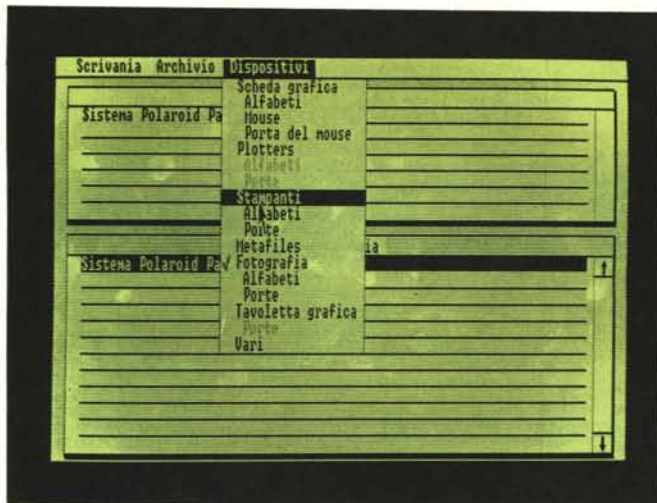 Scrivania Archivio Dispositivi
Scheda grafica
Alfabeti
Sistema Polaroid Pa
Mouse
Porta del mouse
Plotters
Alfabeti
Porte
Stampanti
Alfabeti
Porte
Metafiles
ia
Sistema Polaroid Pa√ Fotografia
Alfabeti
Porte
Tavoletta grafica
Porte
Vari